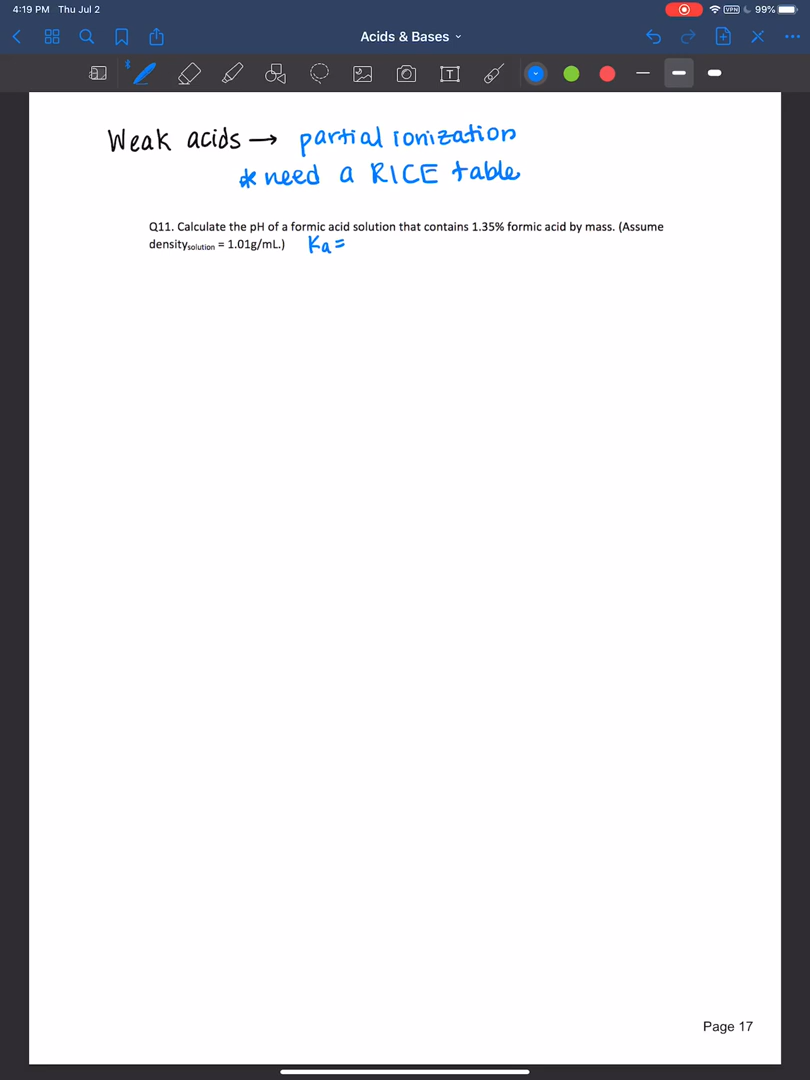 4:19 PM Thu Jul 2
VPN 99%
Acids & Bases
T
Weak acids → partial ionization
* need a RICE table
Q11. Calculate the pH of a formic acid solution that contains 1.35% formic acid by mass. (Assume
density solution = 1.01g/mL.) Ka =
Page 17